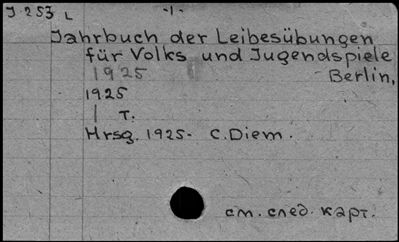 J 253 L -1-
Jahrbuch der Leibesübungen
für Volks und Jugendspiele
1925 Berlin,
1925
| T.
Hrsg. 1925- C. Diem.
см. след. карт.